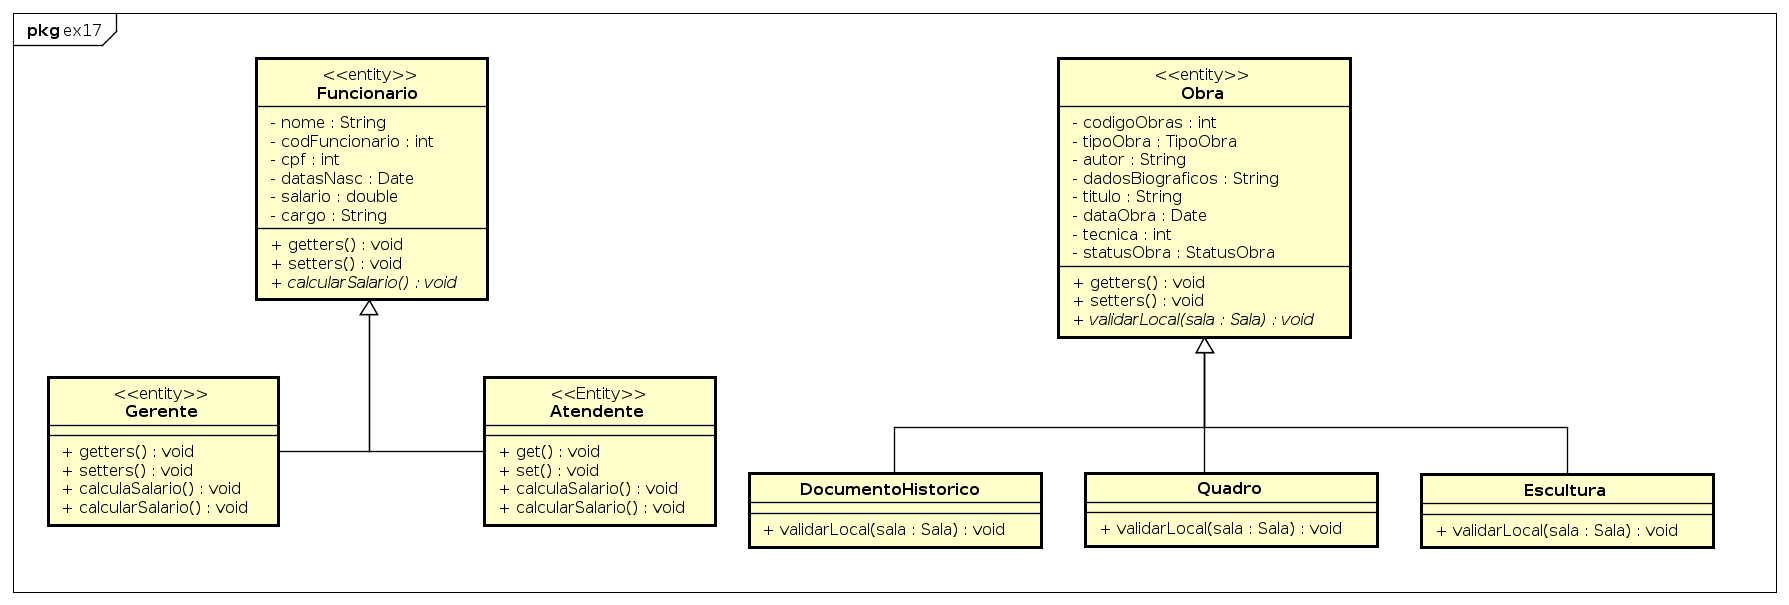 pkg ex17
<<entity>>
Funcionario
- nome : String
- codFuncionario : int
- cpf : int
- datasNasc : Date
- salario : double
- cargo : String
+ getters() : void
+ setters() : void
+ calcularSalario() : void
<<entity>>
Obra
- codigoObras : int
- tipoObra : TipoObra
- autor : String
- dadosBiograficos : String
- titulo : String
- dataObra : Date
- tecnica : int
- statusObra : StatusObra
+ getters() : void
+ setters() : void
+ validarLocal(sala : Sala) : void
<<entity>>
Gerente
+ getters() : void
+ setters() : void
+ calculaSalario() : void
+ calcularSalario() : void
<<Entity>>
Atendente
+ get() : void
+ set() : void
+ calculaSalario() : void
+ calcularSalario() : void
DocumentoHistorico
+ validarLocal(sala : Sala) : void
Quadro
+ validarLocal(sala : Sala) : void
Escultura
+ validarLocal(sala : Sala) : void